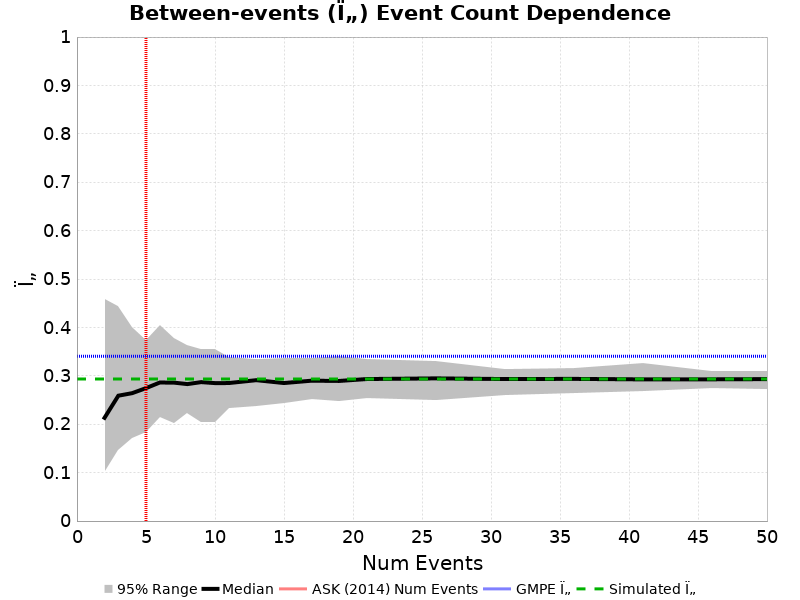 Between-events (Ï„) Event Count Dependence
1
0.9
0.8
0.7
0.6
0.5
0.4
0.3
0.2
0.1
0
Ï„
0 5 10 15 20 25 30 35 40 45 50
Num Events
95% Range Median ASK (2014) Num Events GMPE Ï„ Simulated Ï„